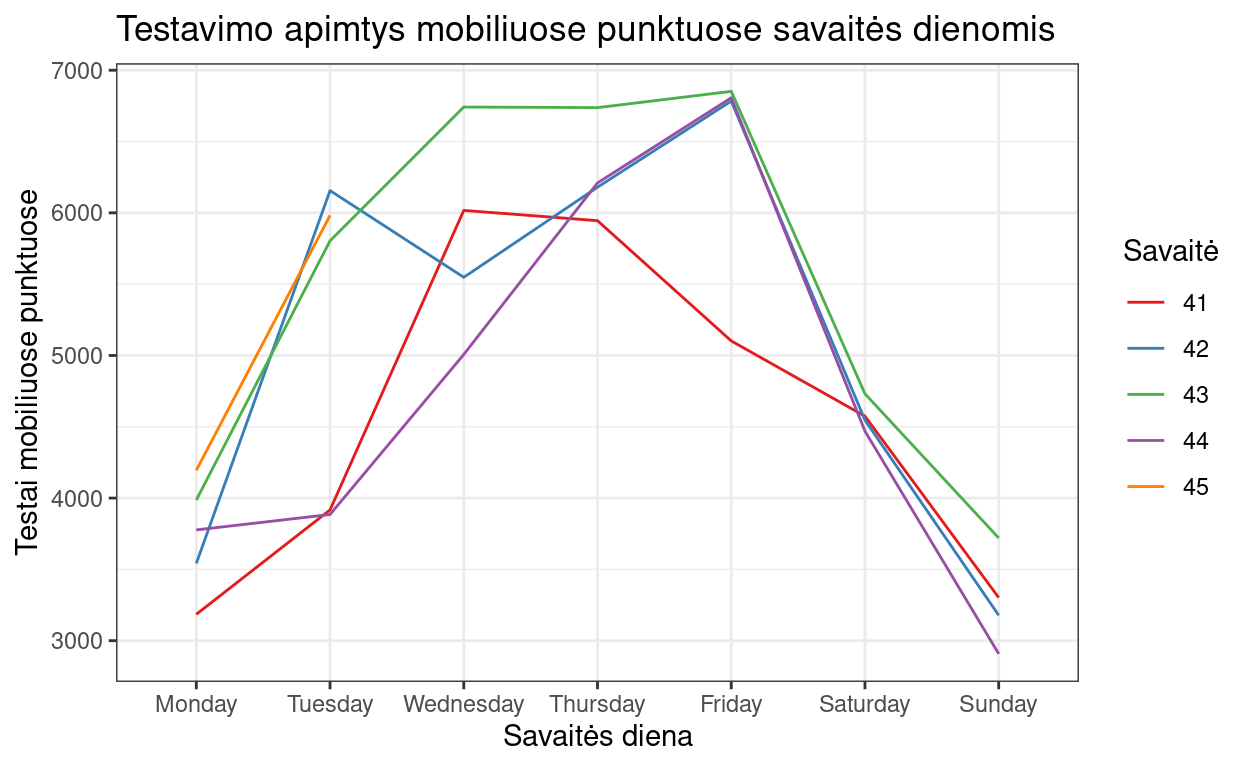 Testavimo apimtys mobiliuose punktuose savaitės dienomis
Testai mobiliuose punktuose
7000
6000
5000
4000
3000
Monday Tuesday Wednesday Thursday Friday Saturday Sunday
Savaitės diena
Savaitė
41
42
43
44
45